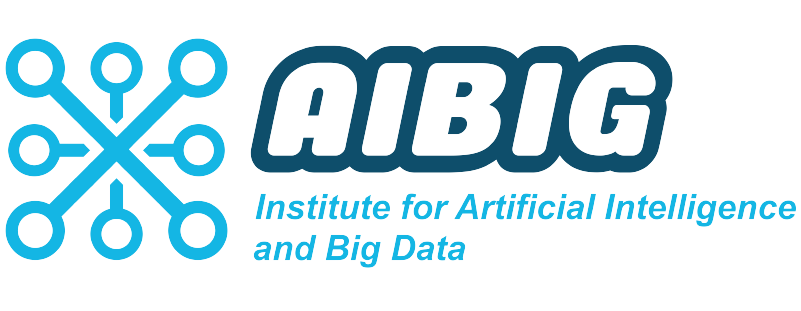 AIBIG
Institute for Artificial Intelligence
and Big Data